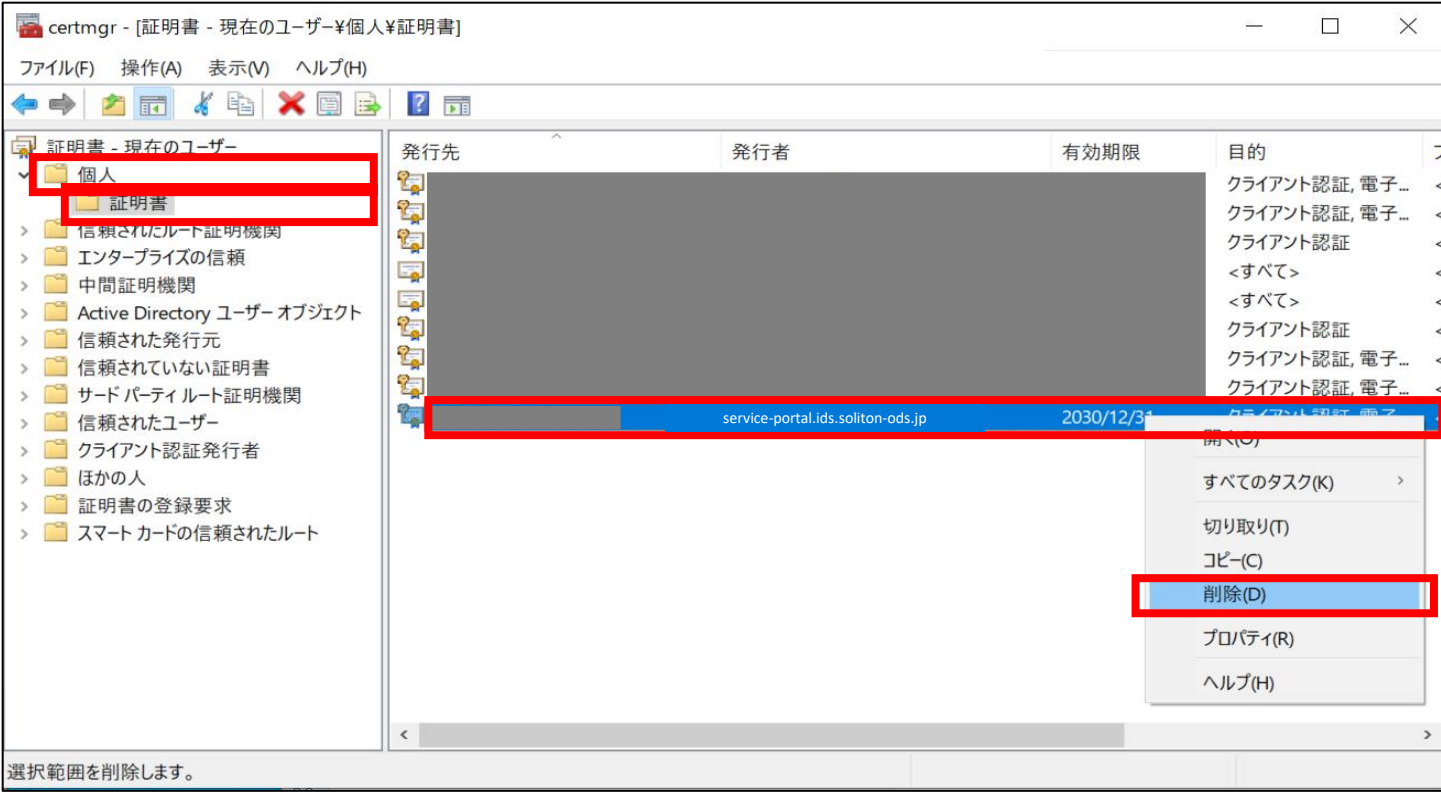 certmgr - [証明書 - 現在のユーザー¥個人¥証明書]
ファイル(F) 操作(A) 表示(V) ヘルプ(H)
証明書 - 現在のユーザー
個人
証明書
信頼されたルート証明機関
エンタープライズの信頼
中間証明機関
Active Directory ユーザー オブジェクト
信頼された発行元
信頼されていない証明書
サード パーティ ルート証明機関
信頼されたユーザー
クライアント認証発行者
ほかの人
証明書の登録要求
スマート カードの信頼されたルート
発行先 発行者 有効期限 目的
クライアント認証, 電子...
クライアント認証, 電子...
クライアント認証
<すべて>
<すべて>
クライアント認証
クライアント認証, 電子...
クライアント認証, 電子...
service-portal.ids.soliton-ods.jp 2030/12/31 クライアント認証, 電子...
開く(O)
すべてのタスク(K)
切り取り(T)
コピー(C)
削除(D)
プロパティ(R)
ヘルプ(H)
選択範囲を削除します。